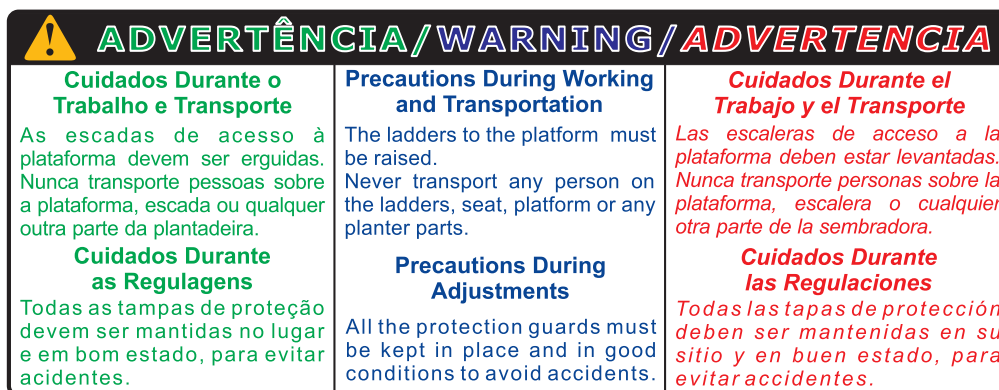 ADVERTÊNCIA/WARNING/ADVERTENCIA
Cuidados Durante o
Trabalho e Transporte
As escadas de acesso à
plataforma devem ser erguidas.
Nunca transporte pessoas sobre
a plataforma, escada ou qualquer
outra parte da plantadeira.
Cuidados Durante
as Regulagens
Todas as tampas de proteção
devem ser mantidas no lugar
e em bom estado, para evitar
acidentes.
Precautions During Working
and Transportation
The ladders to the platform must
be raised.
Never transport any person on
the ladders, seat, platform or any
planter parts.
Precautions During
Adjustments
All the protection guards must
be kept in place and in good
conditions to avoid accidents.
Cuidados Durante el
Trabajo y el Transporte
Las escaleras de acceso a la
plataforma deben estar levantadas.
Nunca transporte personas sobre la
plataforma, escalera o cualquier
otra parte de la sembradora.
Cuidados Durante
las Regulaciones
Todas las tapas de protección
deben ser mantenidas en su
sitio y en buen estado, para
evitar accidentes.